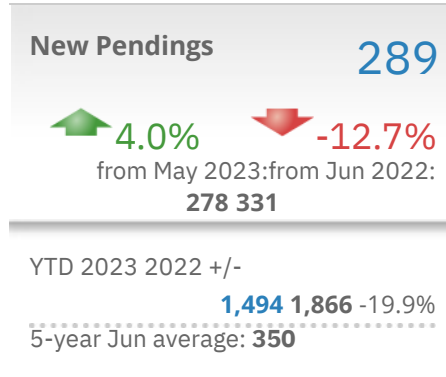 New Pendings
289
4.0% -12.7%
from May 2023:from Jun 2022:
278 331
YTD 2023 2022 +/-
1,494 1,866 -19.9%
5-year Jun average: 350